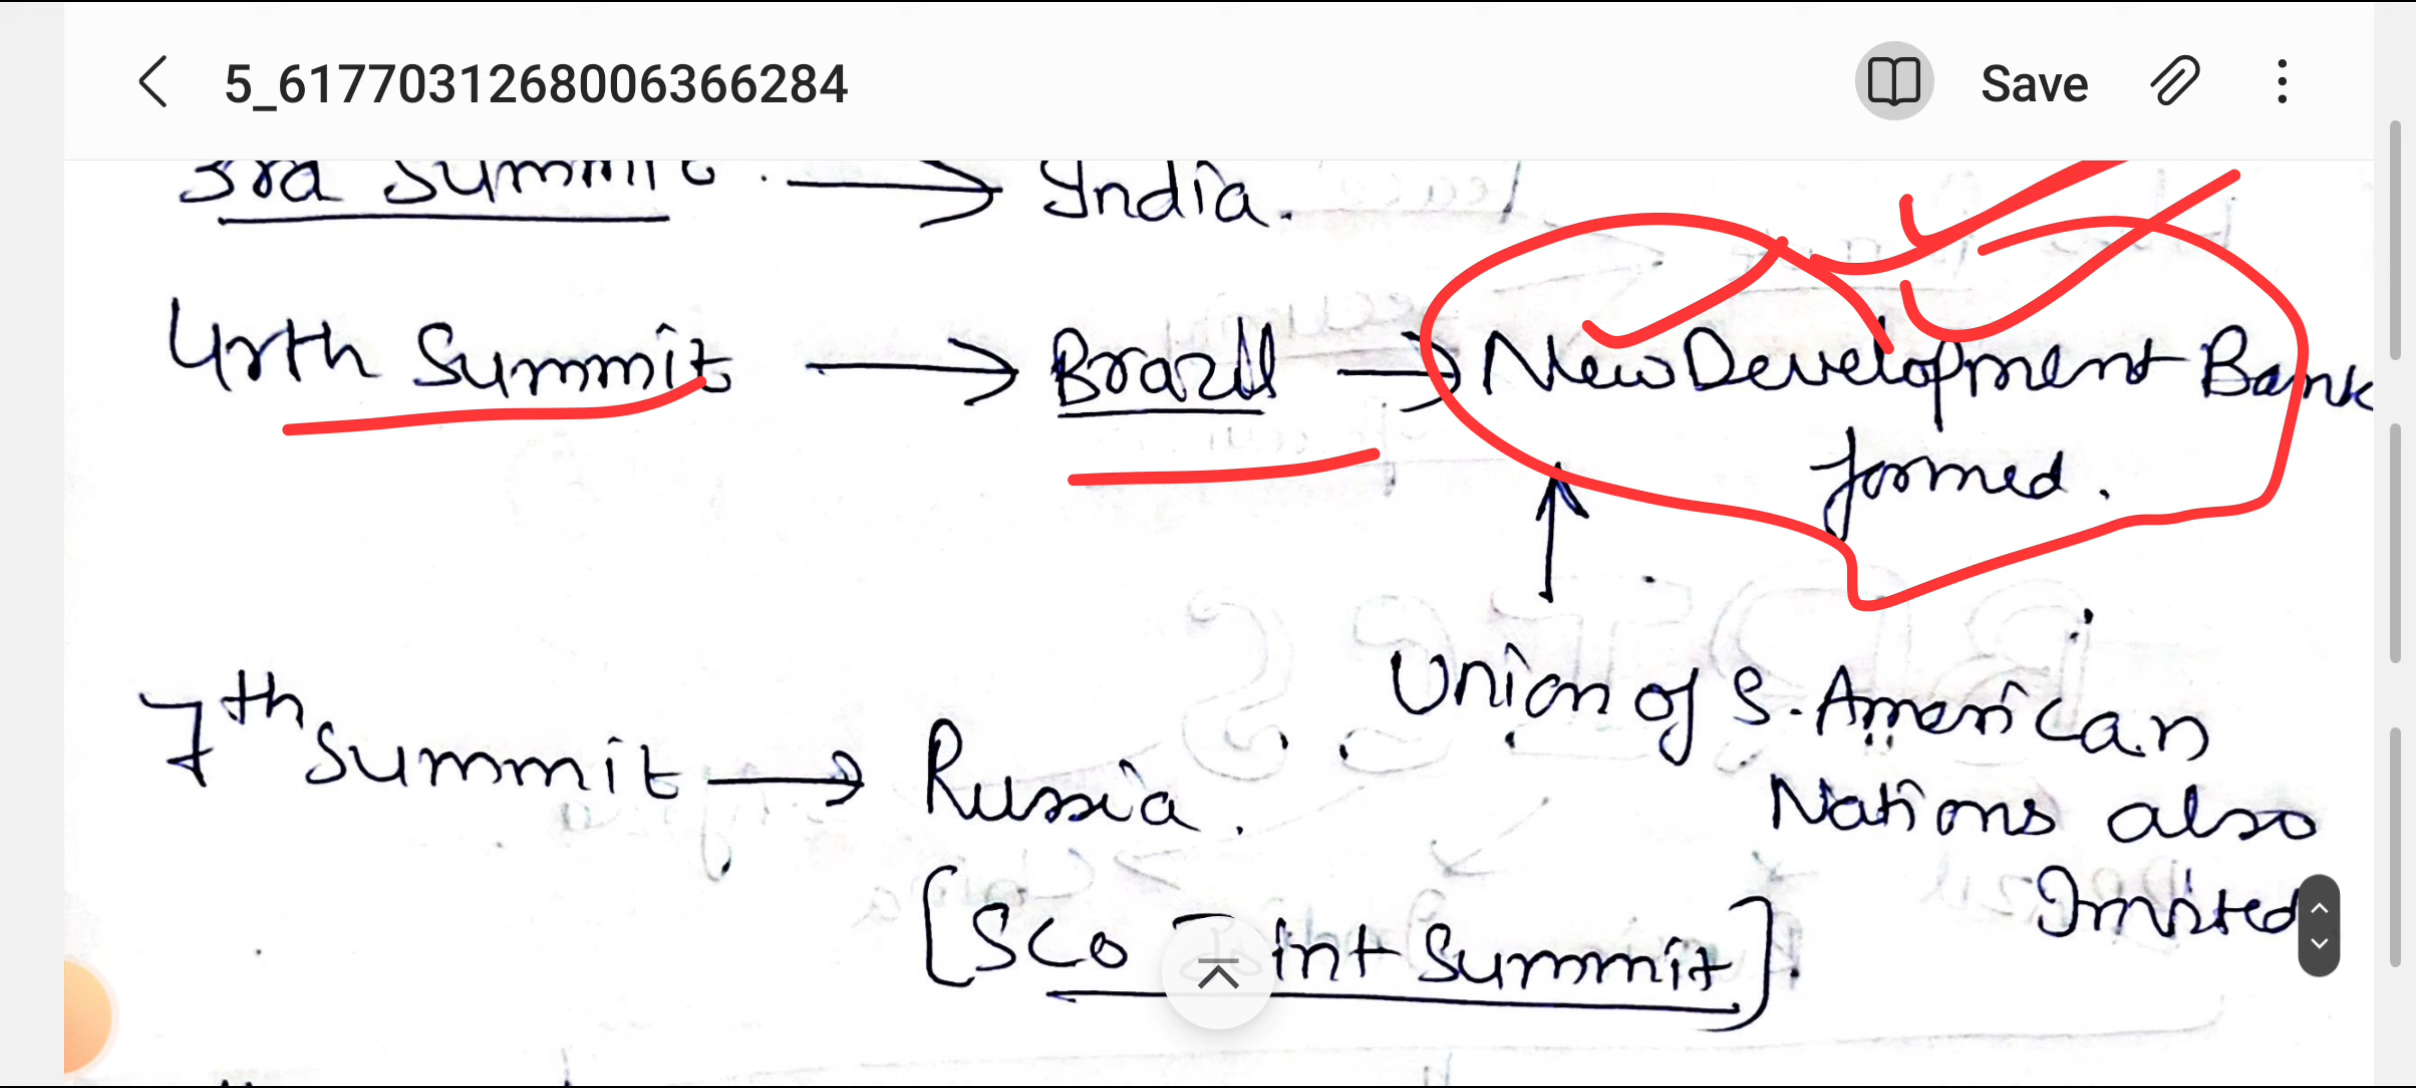 5_6177031268006366284
Save
3rd Summit. → India.
4rth Summit → Brazil → New Development Bank
formed.
Union of S. American
Nations also
Invited
7th Summit → Russia.
[SCO Joint Summit]